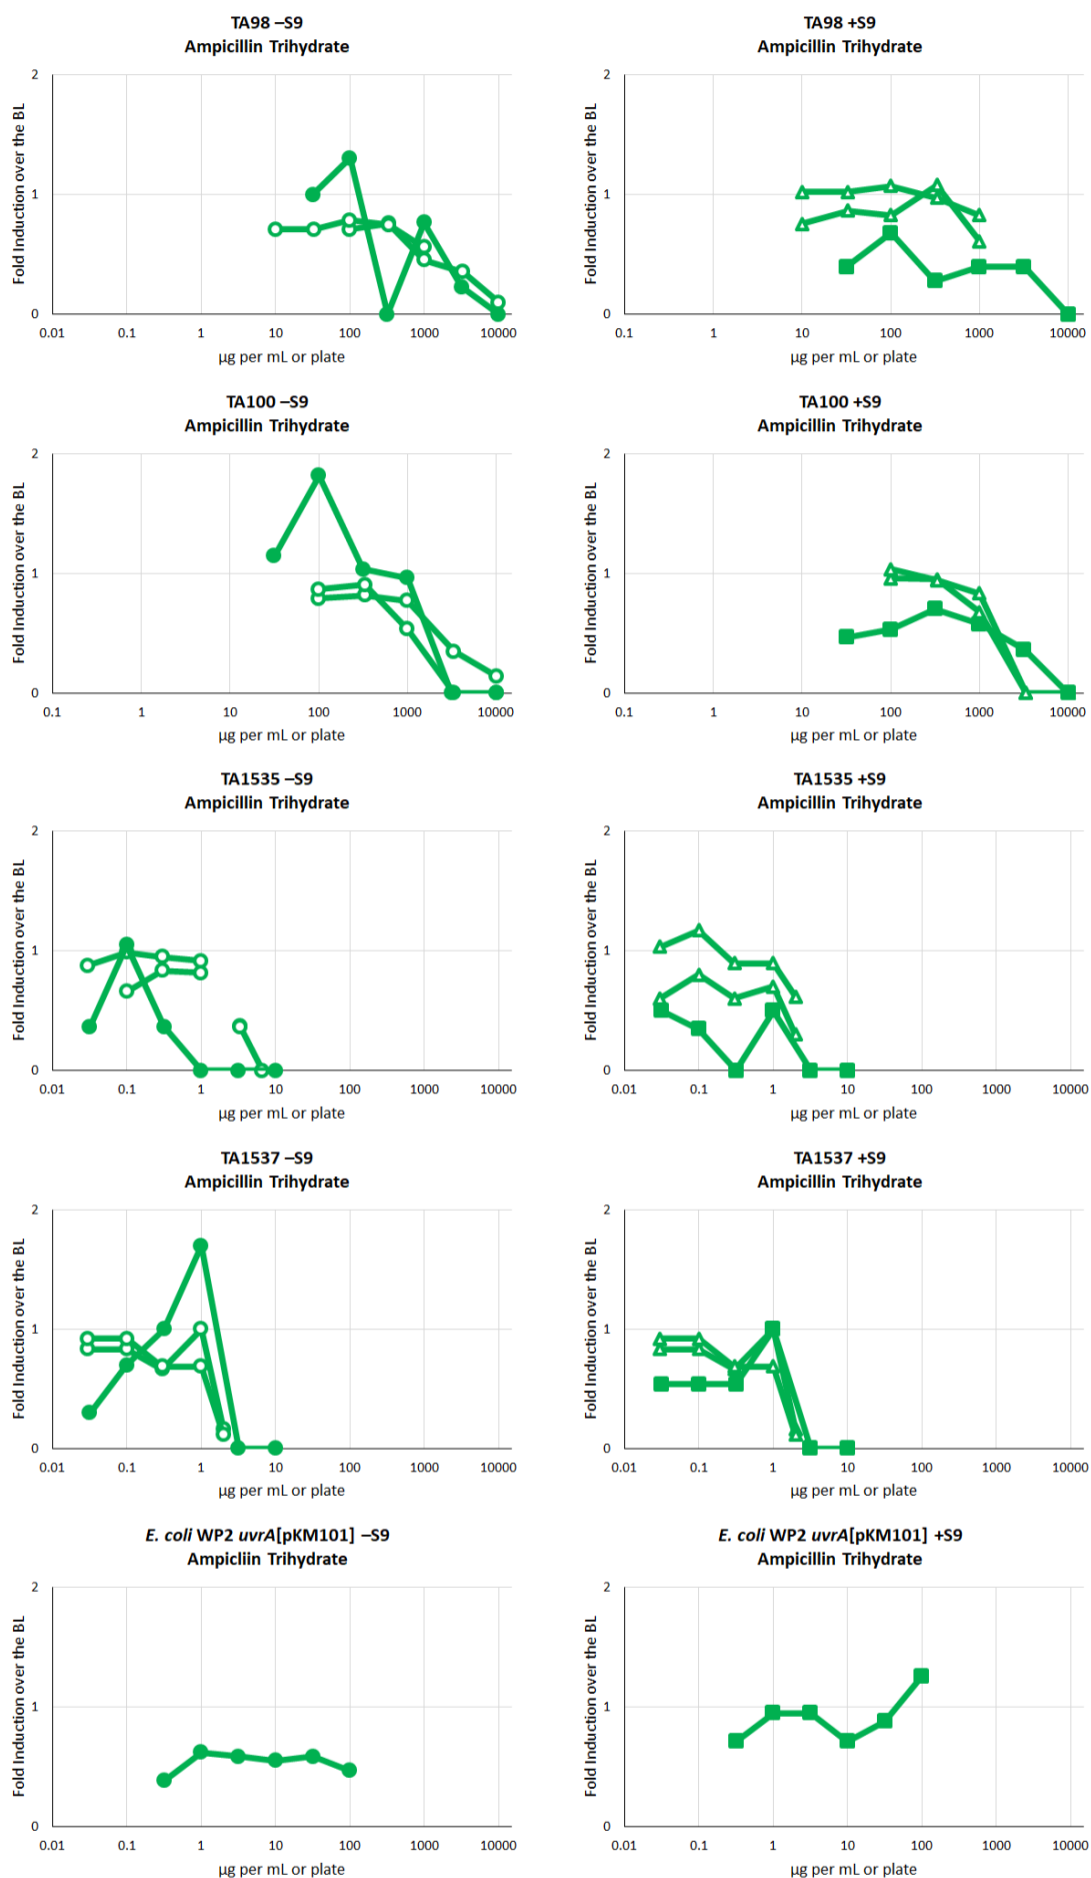 TA98 –S9
Ampicillin Trihydrate
Fold Induction over the BL
2
1
0
0.01 0.1 1 10 100 1000 10000
µg per mL or plate
TA98 +S9
Ampicillin Trihydrate
Fold Induction over the BL
2
1
0
0.1 1 10 100 1000 10000
µg per mL or plate
TA100 –S9
Ampicillin Trihydrate
Fold Induction over the BL
2
1
0
0.1 1 10 100 1000 10000
µg per mL or plate
TA100 +S9
Ampicillin Trihydrate
Fold Induction over the BL
2
1
0
0.1 1 10 100 1000 10000
µg per mL or plate
TA1535 –S9
Ampicillin Trihydrate
Fold Induction over the BL
2
1
0
0.01 0.1 1 10 100 1000 10000
µg per mL or plate
TA1535 +S9
Ampicillin Trihydrate
Fold Induction over the BL
2
1
0
0.01 0.1 1 10 100 1000 10000
µg per mL or plate
TA1537 –S9
Ampicillin Trihydrate
Fold Induction over the BL
2
1
0
0.01 0.1 1 10 100 1000 10000
µg per mL or plate
TA1537 +S9
Ampicillin Trihydrate
Fold Induction over the BL
2
1
0
0.01 0.1 1 10 100 1000 10000
µg per mL or plate
E. coli WP2 uvrA[pKM101] –S9
Ampicliin Trihydrate
Fold Induction over the BL
2
1
0
0.01 0.1 1 10 100 1000 10000
µg per mL or plate
E. coli WP2 uvrA[pKM101] +S9
Ampicillin Trihydrate
Fold Induction over the BL
2
1
0
0.01 0.1 1 10 100 1000 10000
µg per mL or plate